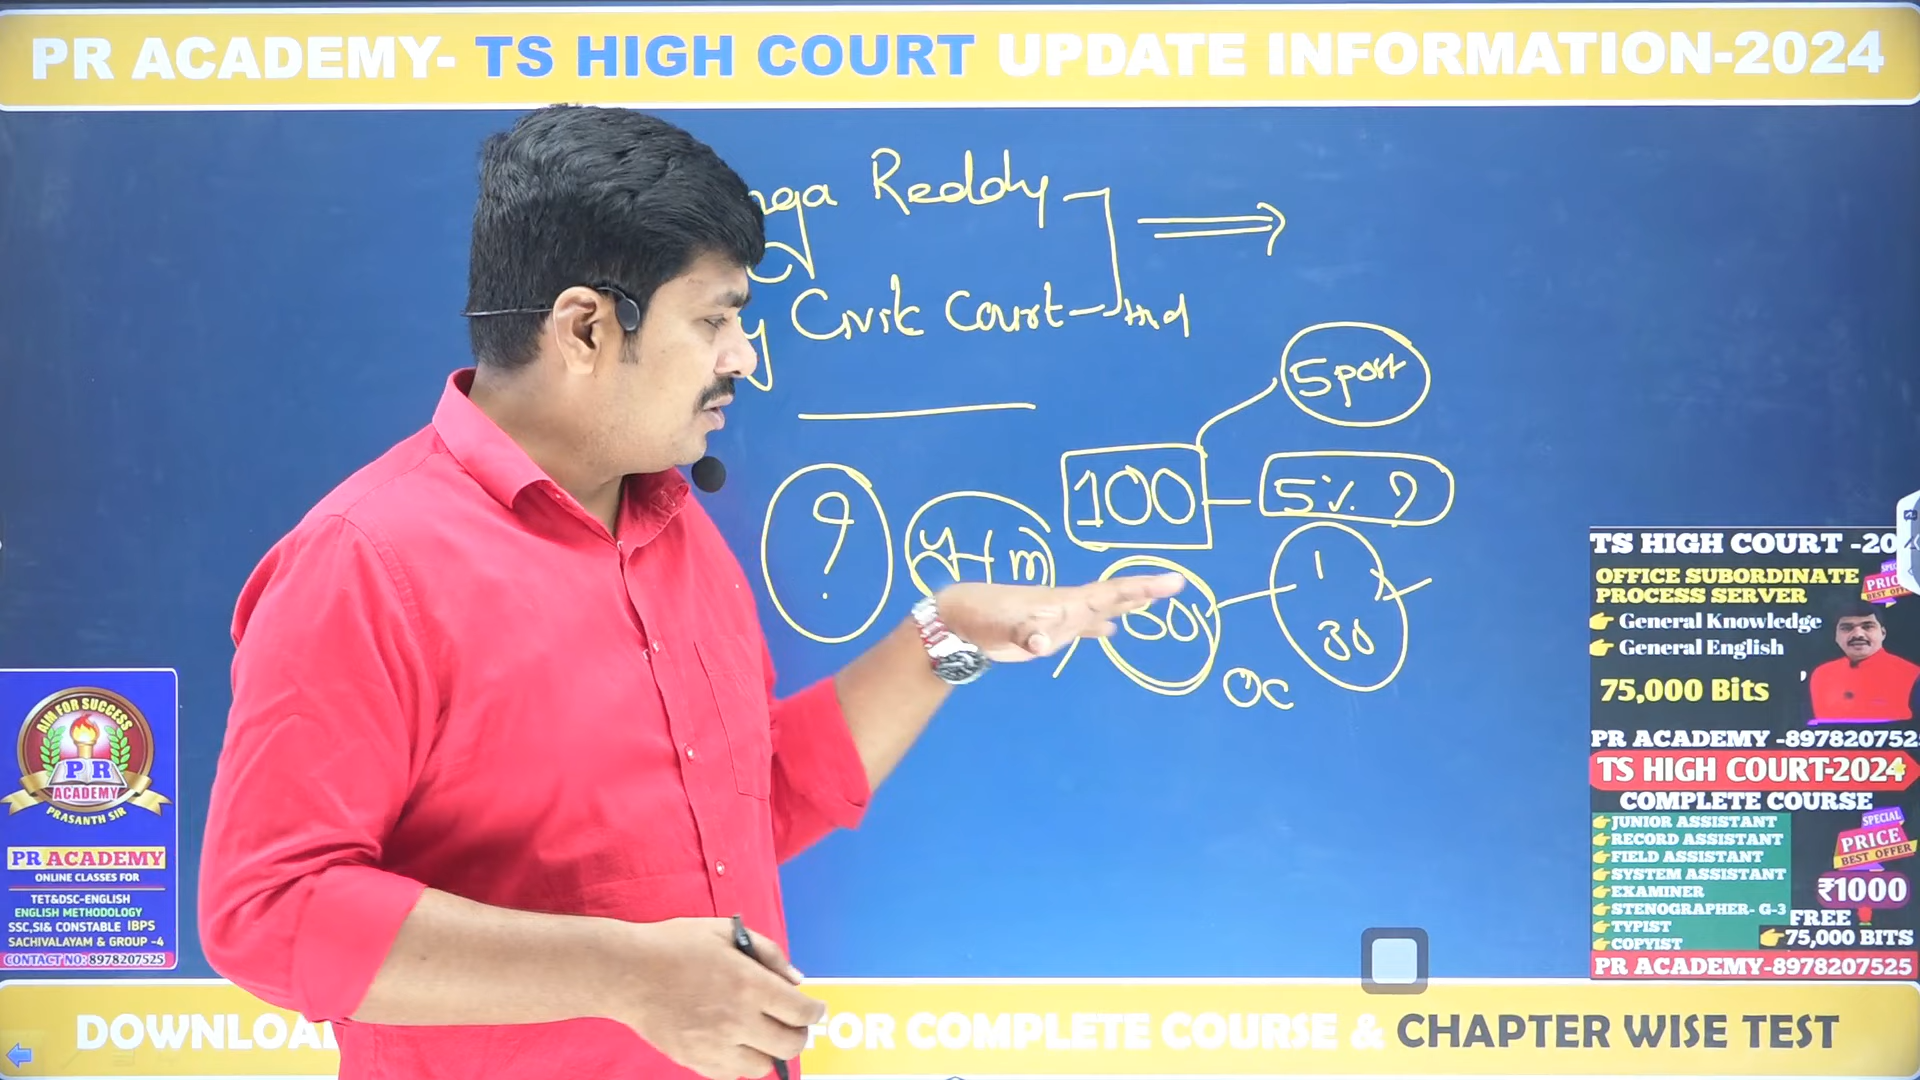 PR ACADEMY- TS HIGH COURT UPDATE INFORMATION-2024
nga Reddy
y Civil Court
Hyd
5 post
100
5% ?
?
y m
1
30
OC
AIM FOR SUCCESS
P R
ACADEMY
PRASANTH SIR
PR ACADEMY
ONLINE CLASSES FOR
TET&DSC-ENGLISH
ENGLISH METHODOLOGY
SSC,SI& CONSTABLE IBPS
SACHIVALAYAM & GROUP -4
CONTACT NO: 8978207525
TS HIGH COURT -20
OFFICE SUBORDINATE
PROCESS SERVER
General Knowledge
General English
75,000 Bits
PR ACADEMY -897820752
TS HIGH COURT-2024
COMPLETE COURSE
JUNIOR ASSISTANT
RECORD ASSISTANT
FIELD ASSISTANT
SYSTEM ASSISTANT
EXAMINER
STENOGRAPHER- G-3
TYPIST
COPYIST
SPECIAL
PRICE
BEST OFFER
₹1000
FREE
75,000 BITS
PR ACADEMY-8978207525
DOWNLOA FOR COMPLETE COURSE & CHAPTER WISE TEST